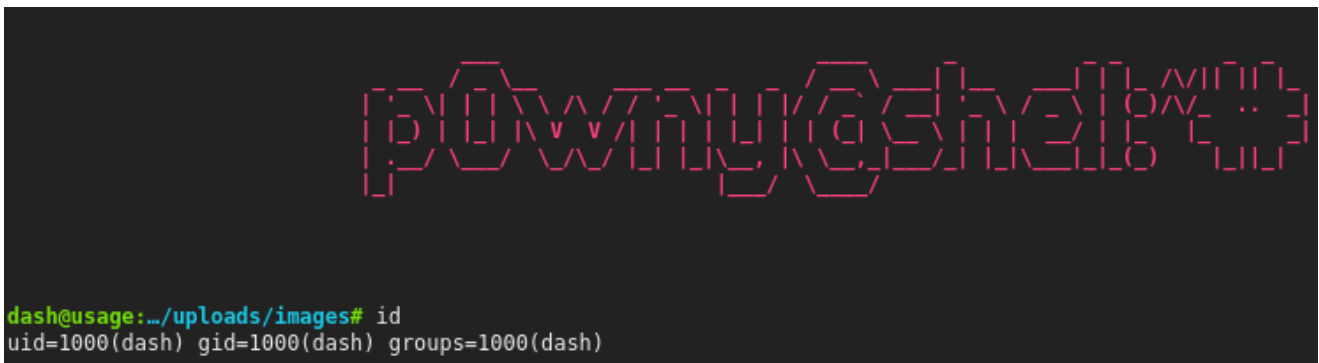 p0wny@shell:~#
dash@usage:…/uploads/images# id
uid=1000(dash) gid=1000(dash) groups=1000(dash)